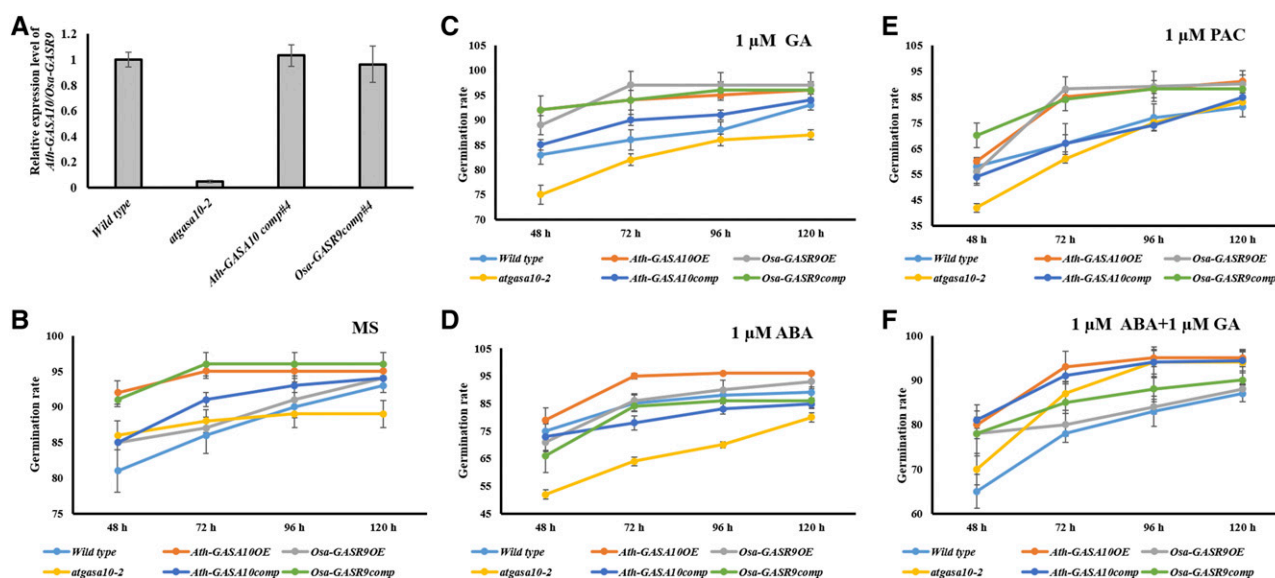 A
Relative expression level of
Ath-GASA10/Osa-GASR9
1.2
1
0.8
0.6
0.4
0.2
0
Wild type
atgasa10-2
Ath-GASA10 comp#4
Osa-GASR9comp#4
B
MS
Germination rate
100
95
90
85
80
75
48 h 72 h 96 h 120 h
Wild type Ath-GASA10OE Osa-GASR9OE
atgasa10-2 Ath-GASA10comp Osa-GASR9comp
C
1 µM GA
Germination rate
105
100
95
90
85
80
75
70
48 h 72 h 96 h 120 h
Wild type Ath-GASA10OE Osa-GASR9OE
atgasa10-2 Ath-GASA10comp Osa-GASR9comp
D
1 µM ABA
Germination rate
105
95
85
75
65
55
45
48 h 72 h 96 h 120 h
Wild type Ath-GASA10OE Osa-GASR9OE
atgasa10-2 Ath-GASA10comp Osa-GASR9comp
E
1 µM PAC
Germination rate
105
95
85
75
65
55
45
35
48 h 72 h 96 h 120 h
Wild type Ath-GASA10OE Osa-GASR9OE
atgasa10-2 Ath-GASA10comp Osa-GASR9comp
F
1 µM ABA+1 µM GA
Germination rate
100
90
80
70
60
48 h 72 h 96 h 120 h
Wild type Ath-GASA10OE Osa-GASR9OE
atgasa10-2 Ath-GASA10comp Osa-GASR9comp